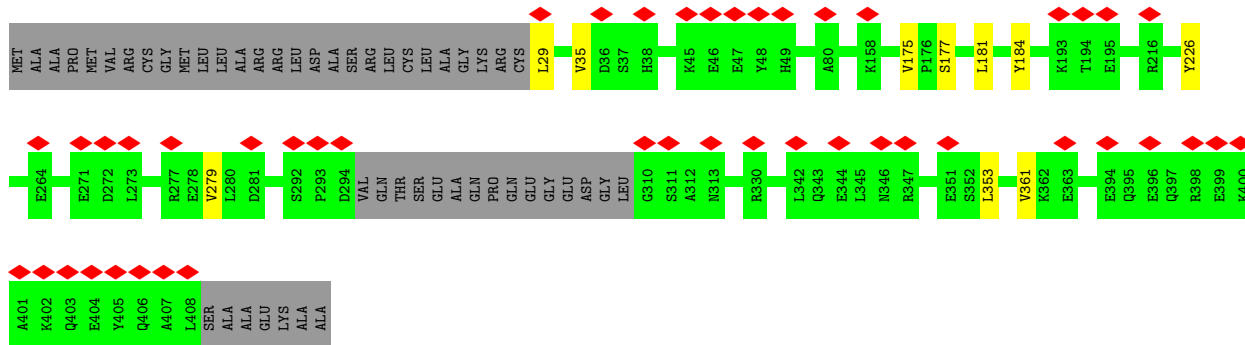 MET ALA ALA PRO MET VAL ARG CYS GLY MET LEU LEU ALA ARG ARG LEU ASP ALA SER ARG LEU CYS LEU ALA GLY LYS ARG CYS L29 V35 D36 S37 H38 K45 E46 E47 Y48 H49 A80 K158 V175 P176 S177 L181 Y184 K193 T194 E195 R216 Y226
E264 E271 D272 L273 R277 E278 V279 L280 D281 S292 P293 D294 VAL GLN THR SER GLU ALA GLN PRO GLN GLU GLY GLU ASP GLY LEU G310 S311 A312 N313 R330 L342 Q343 E344 L345 N346 R347 E351 S352 L353 V361 K362 E363 E394 Q395 E396 Q397 R398 E399 K400
A401 K402 Q403 E404 Y405 Q406 A407 L408 SER ALA ALA GLU LYS ALA ALA